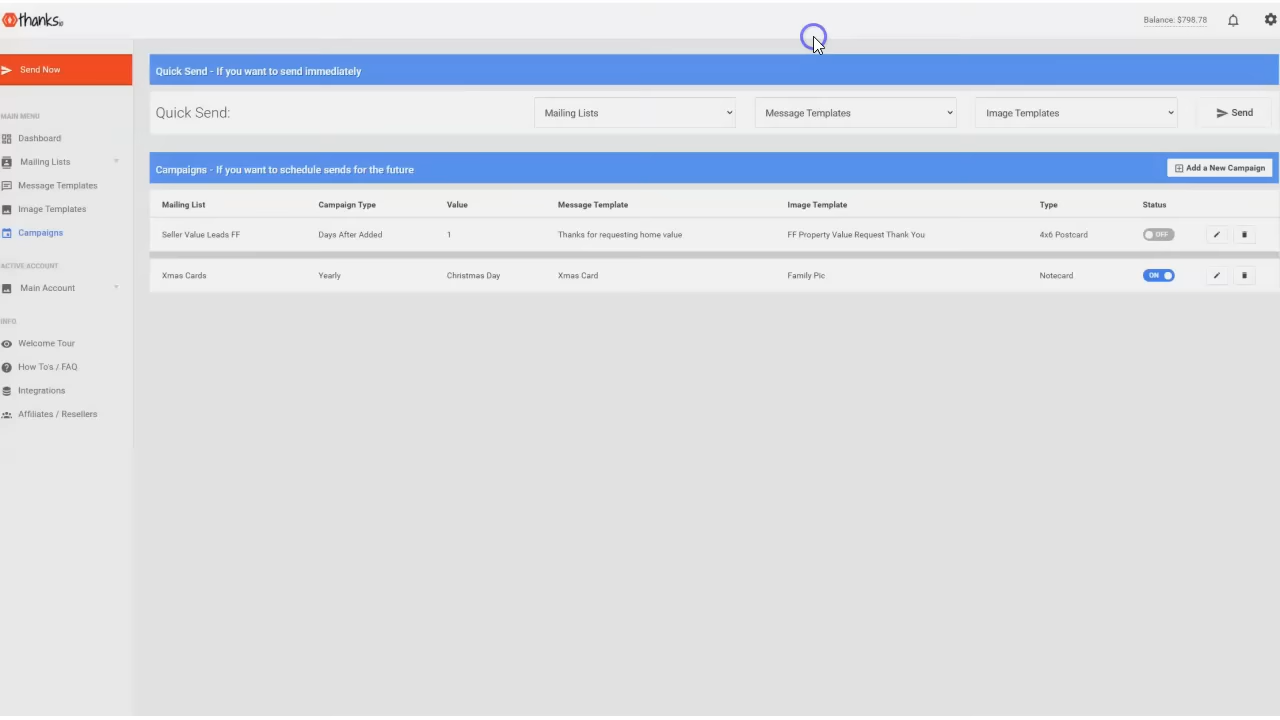 thanks.io
Balance: $798.78
Send Now
Quick Send - If you want to send immediately
Quick Send:
Mailing Lists
Message Templates
Image Templates
Send
MAIN MENU
Dashboard
Mailing Lists
Message Templates
Image Templates
Campaigns
ACTIVE ACCOUNT
Main Account
INFO
Welcome Tour
How To's / FAQ
Integrations
Affiliates / Resellers
Campaigns - If you want to schedule sends for the future
Add a New Campaign
Mailing List Campaign Type Value Message Template Image Template Type Status
Seller Value Leads FF Days After Added 1 Thanks for requesting home value FF Property Value Request Thank You 4x6 Postcard OFF
Xmas Cards Yearly Christmas Day Xmas Card Family Pic Notecard ON